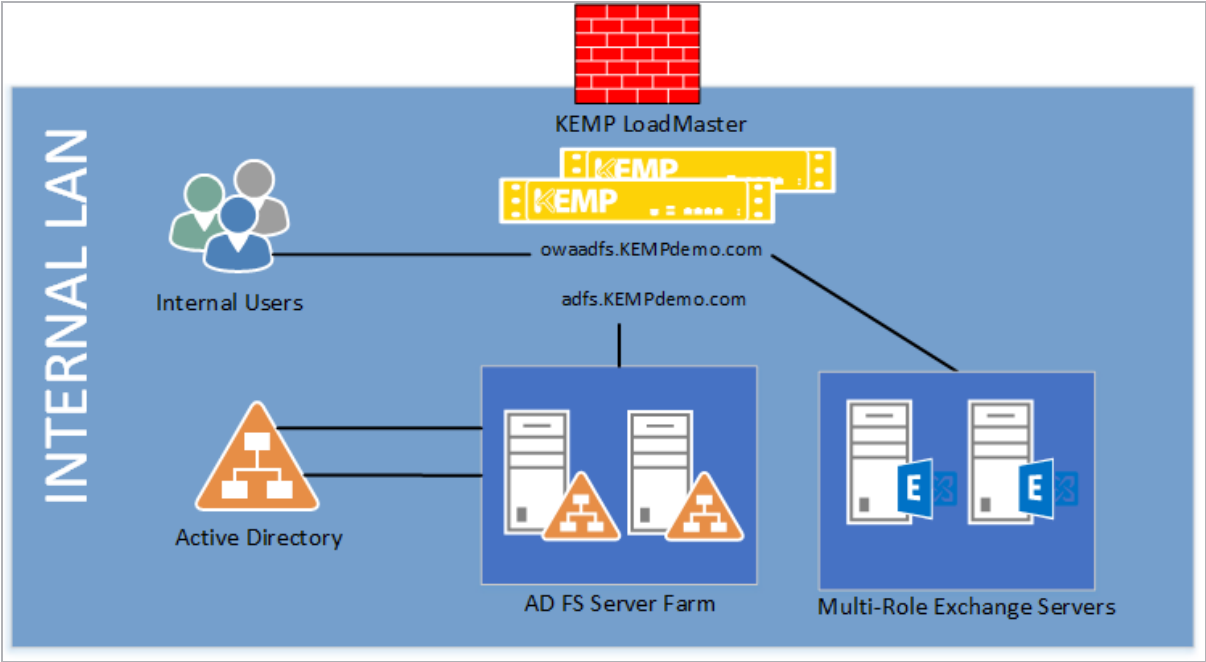 INTERNAL LAN
KEMP LoadMaster
KEMP
KEMP
owaadfs.KEMPdemo.com
Internal Users
adfs.KEMPdemo.com
E
E
Active Directory
AD FS Server Farm
Multi-Role Exchange Servers